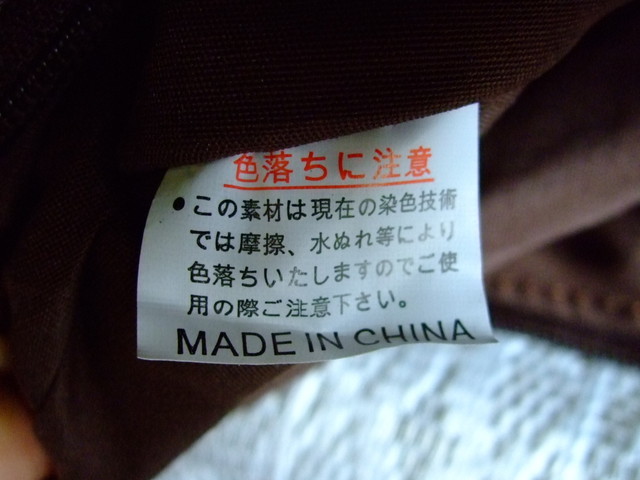 色落ちに注意
●この素材は現在の染色技術
では摩擦、水ぬれ等により
色落ちいたしますのでご使
用の際ご注意下さい。
MADE IN CHINA